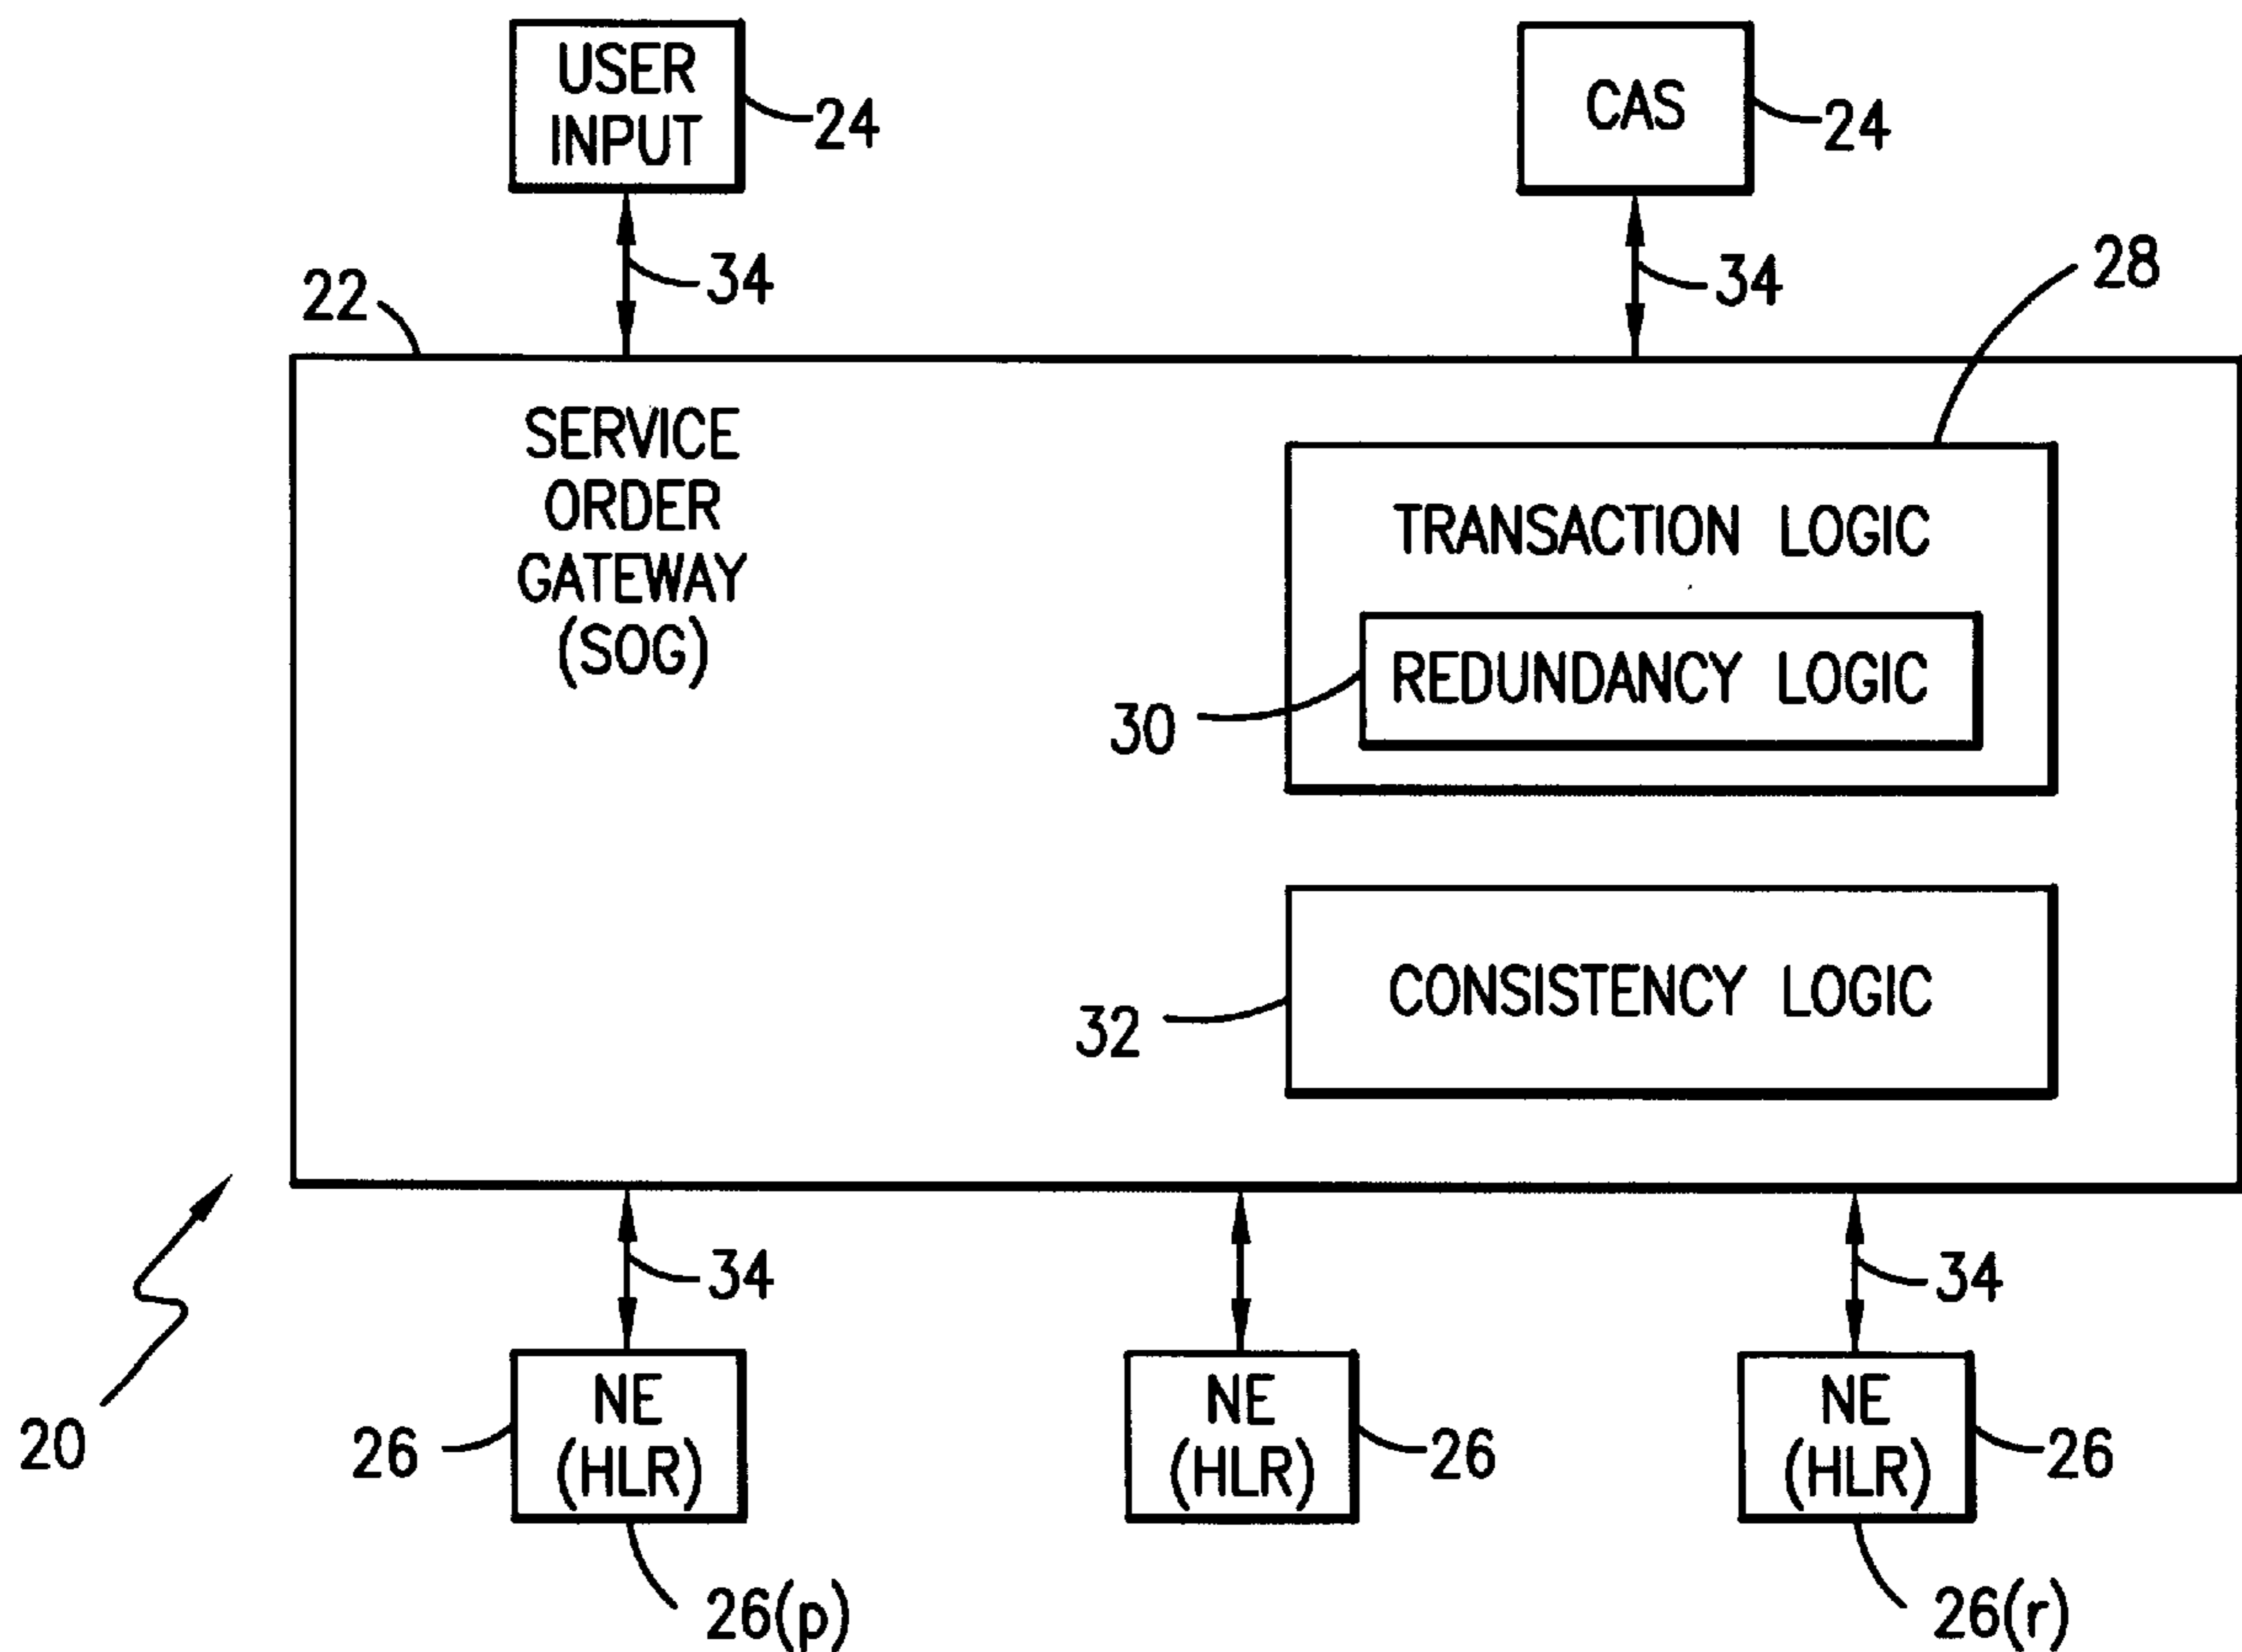 USER
INPUT
24
CAS
24
34
34
22
28
SERVICE
ORDER
GATEWAY
(SOG)
TRANSACTION LOGIC
REDUNDANCY LOGIC
30
CONSISTENCY LOGIC
32
34
34
20
NE
(HLR)
26
26(p)
NE
(HLR)
26
NE
(HLR)
26
26(r)